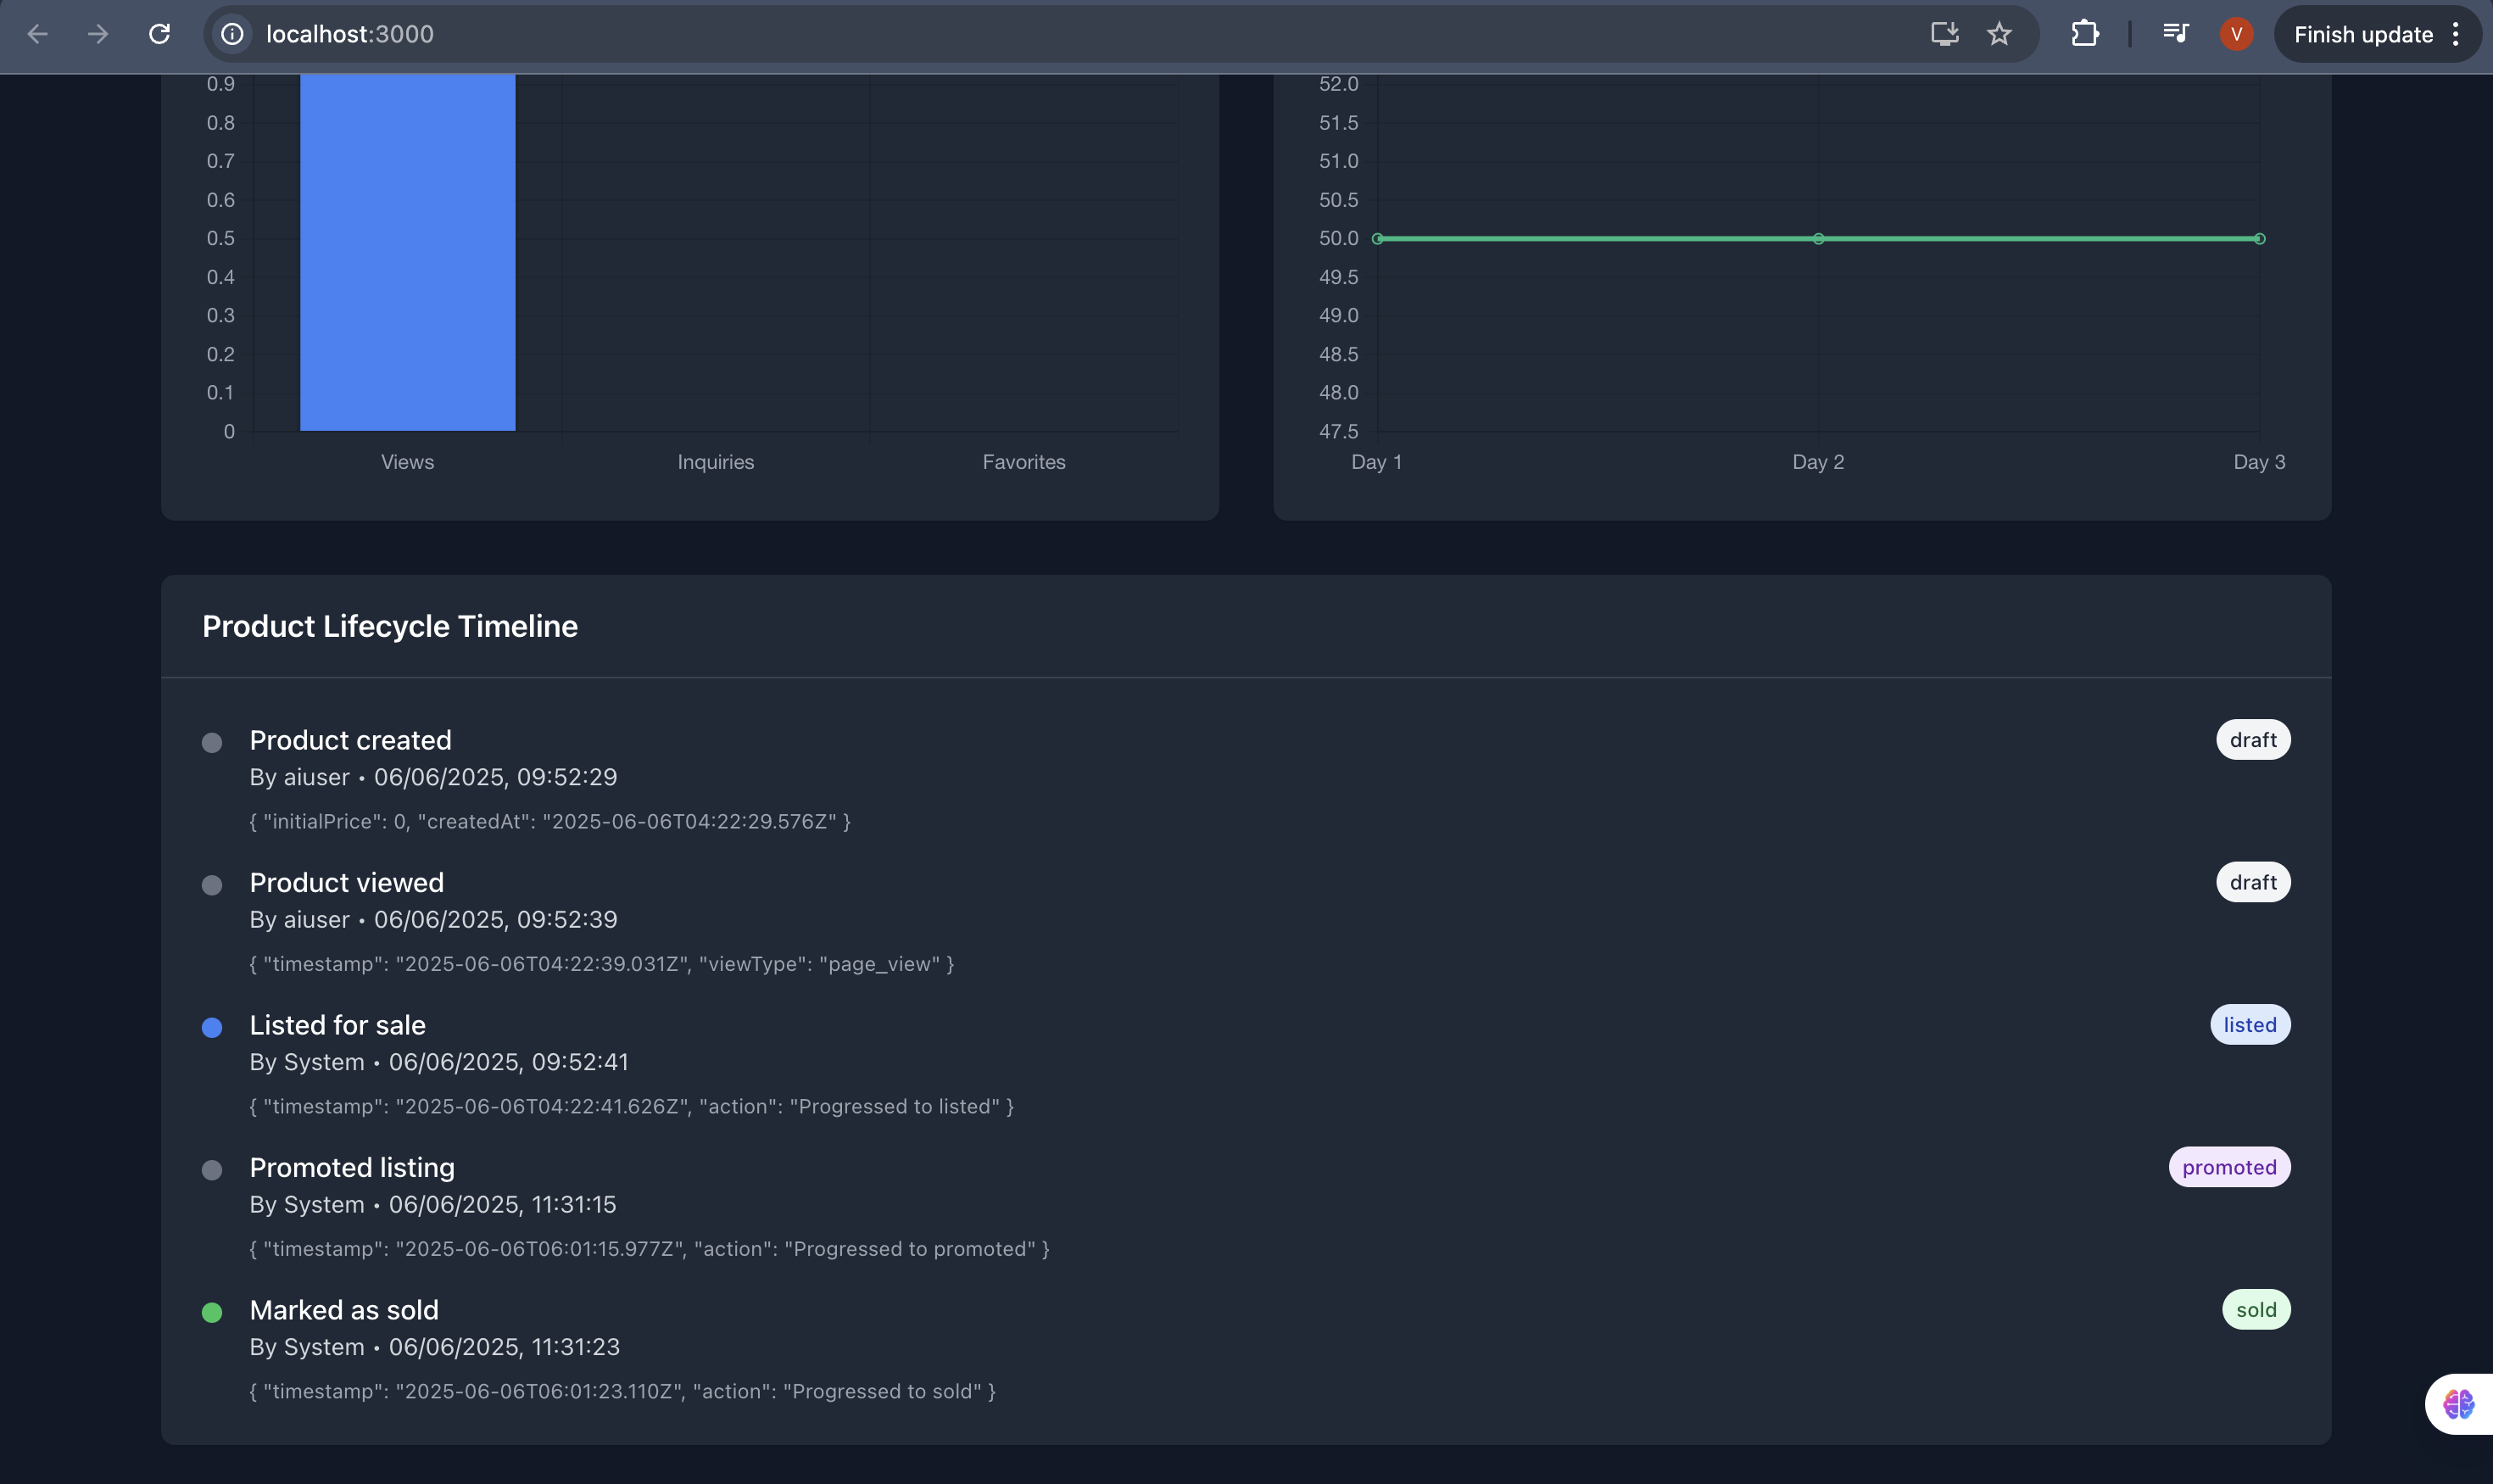 localhost:3000
V
Finish update
0.9
0.8
0.7
0.6
0.5
0.4
0.3
0.2
0.1
0
Views Inquiries Favorites
52.0
51.5
51.0
50.5
50.0
49.5
49.0
48.5
48.0
47.5
Day 1 Day 2 Day 3
Product Lifecycle Timeline
Product created
draft
By aiuser • 06/06/2025, 09:52:29
{ "initialPrice": 0, "createdAt": "2025-06-06T04:22:29.576Z" }
Product viewed
draft
By aiuser • 06/06/2025, 09:52:39
{ "timestamp": "2025-06-06T04:22:39.031Z", "viewType": "page_view" }
Listed for sale
listed
By System • 06/06/2025, 09:52:41
{ "timestamp": "2025-06-06T04:22:41.626Z", "action": "Progressed to listed" }
Promoted listing
promoted
By System • 06/06/2025, 11:31:15
{ "timestamp": "2025-06-06T06:01:15.977Z", "action": "Progressed to promoted" }
Marked as sold
sold
By System • 06/06/2025, 11:31:23
{ "timestamp": "2025-06-06T06:01:23.110Z", "action": "Progressed to sold" }